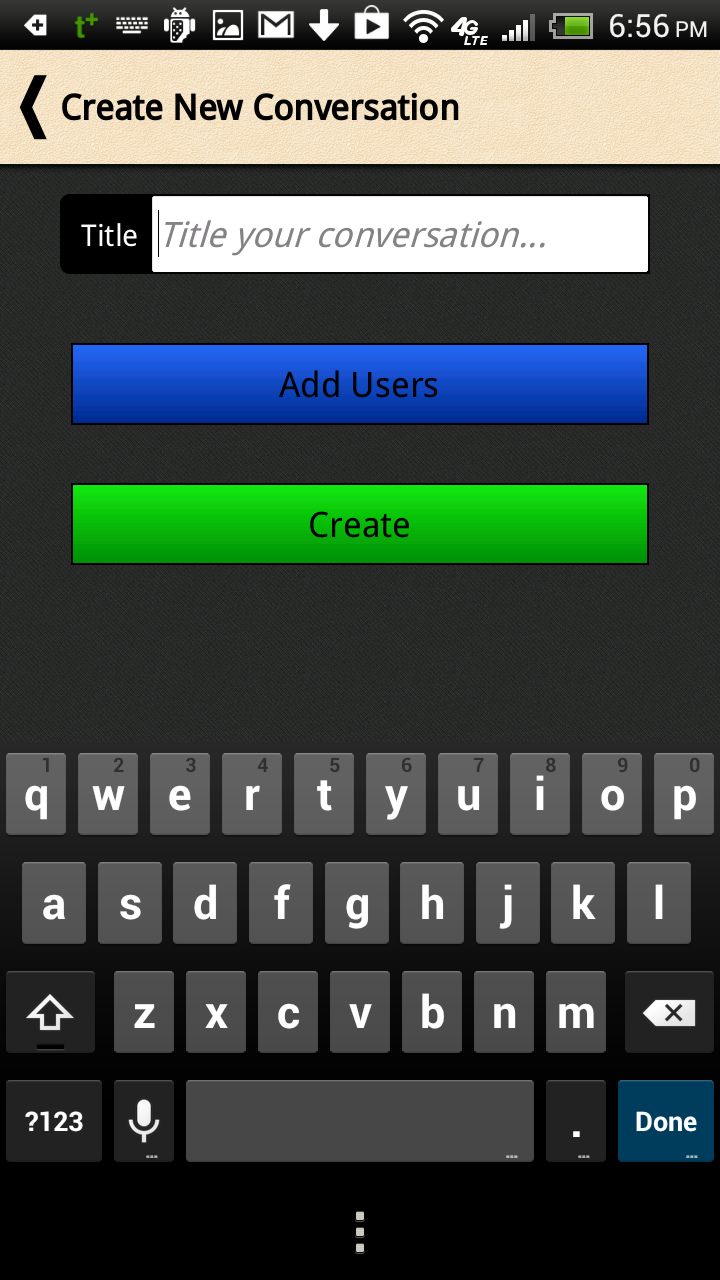 t+ 4G LTE 6:56 PM
Create New Conversation
Title Title your conversation...
Add Users
Create
1 2 3 4 5 6 7 8 9 0
q w e r t y u i o p
a s d f g h j k l
z x c v b n m
?123 . Done